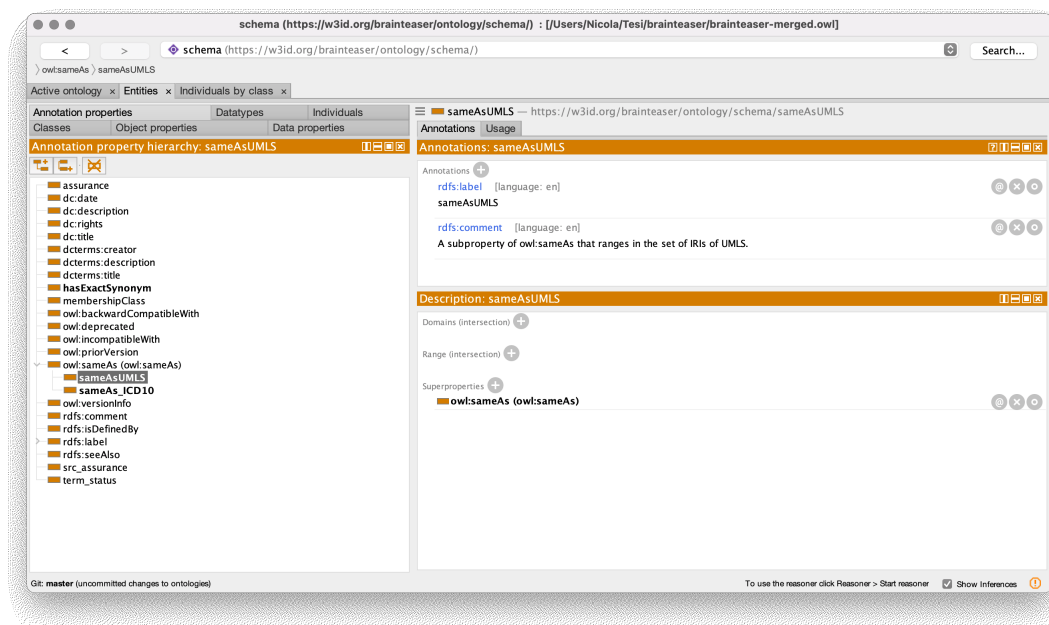 schema (https://w3id.org/brainteaser/ontology/schema/) : [/Users/Nicola/Tesi/brainteaser/brainteaser-merged.owl]
< > schema (https://w3id.org/brainteaser/ontology/schema/) Search...
owl:sameAs sameAsUMLS
Active ontology × Entities × Individuals by class ×
Annotation properties Datatypes Individuals
Classes Object properties Data properties
Annotation property hierarchy: sameAsUMLS
assurance
dc:date
dc:description
dc:rights
dc:title
dcterms:creator
dcterms:description
dcterms:title
hasExactSynonym
membershipClass
owl:backwardCompatibleWith
owl:deprecated
owl:incompatibleWith
owl:priorVersion
owl:sameAs (owl:sameAs)
sameAsUMLS
sameAs_ICD10
owl:versionInfo
rdfs:comment
rdfs:isDefinedBy
rdfs:label
rdfs:seeAlso
src_assurance
term_status
sameAsUMLS — https://w3id.org/brainteaser/ontology/schema/sameAsUMLS
Annotations Usage
Annotations: sameAsUMLS
Annotations
rdfs:label [language: en]
sameAsUMLS
rdfs:comment [language: en]
A subproperty of owl:sameAs that ranges in the set of IRIs of UMLS.
Description: sameAsUMLS
Domains (intersection)
Range (intersection)
Superproperties
owl:sameAs (owl:sameAs)
Git: master (uncommitted changes to ontologies) To use the reasoner click Reasoner > Start reasoner Show Inferences